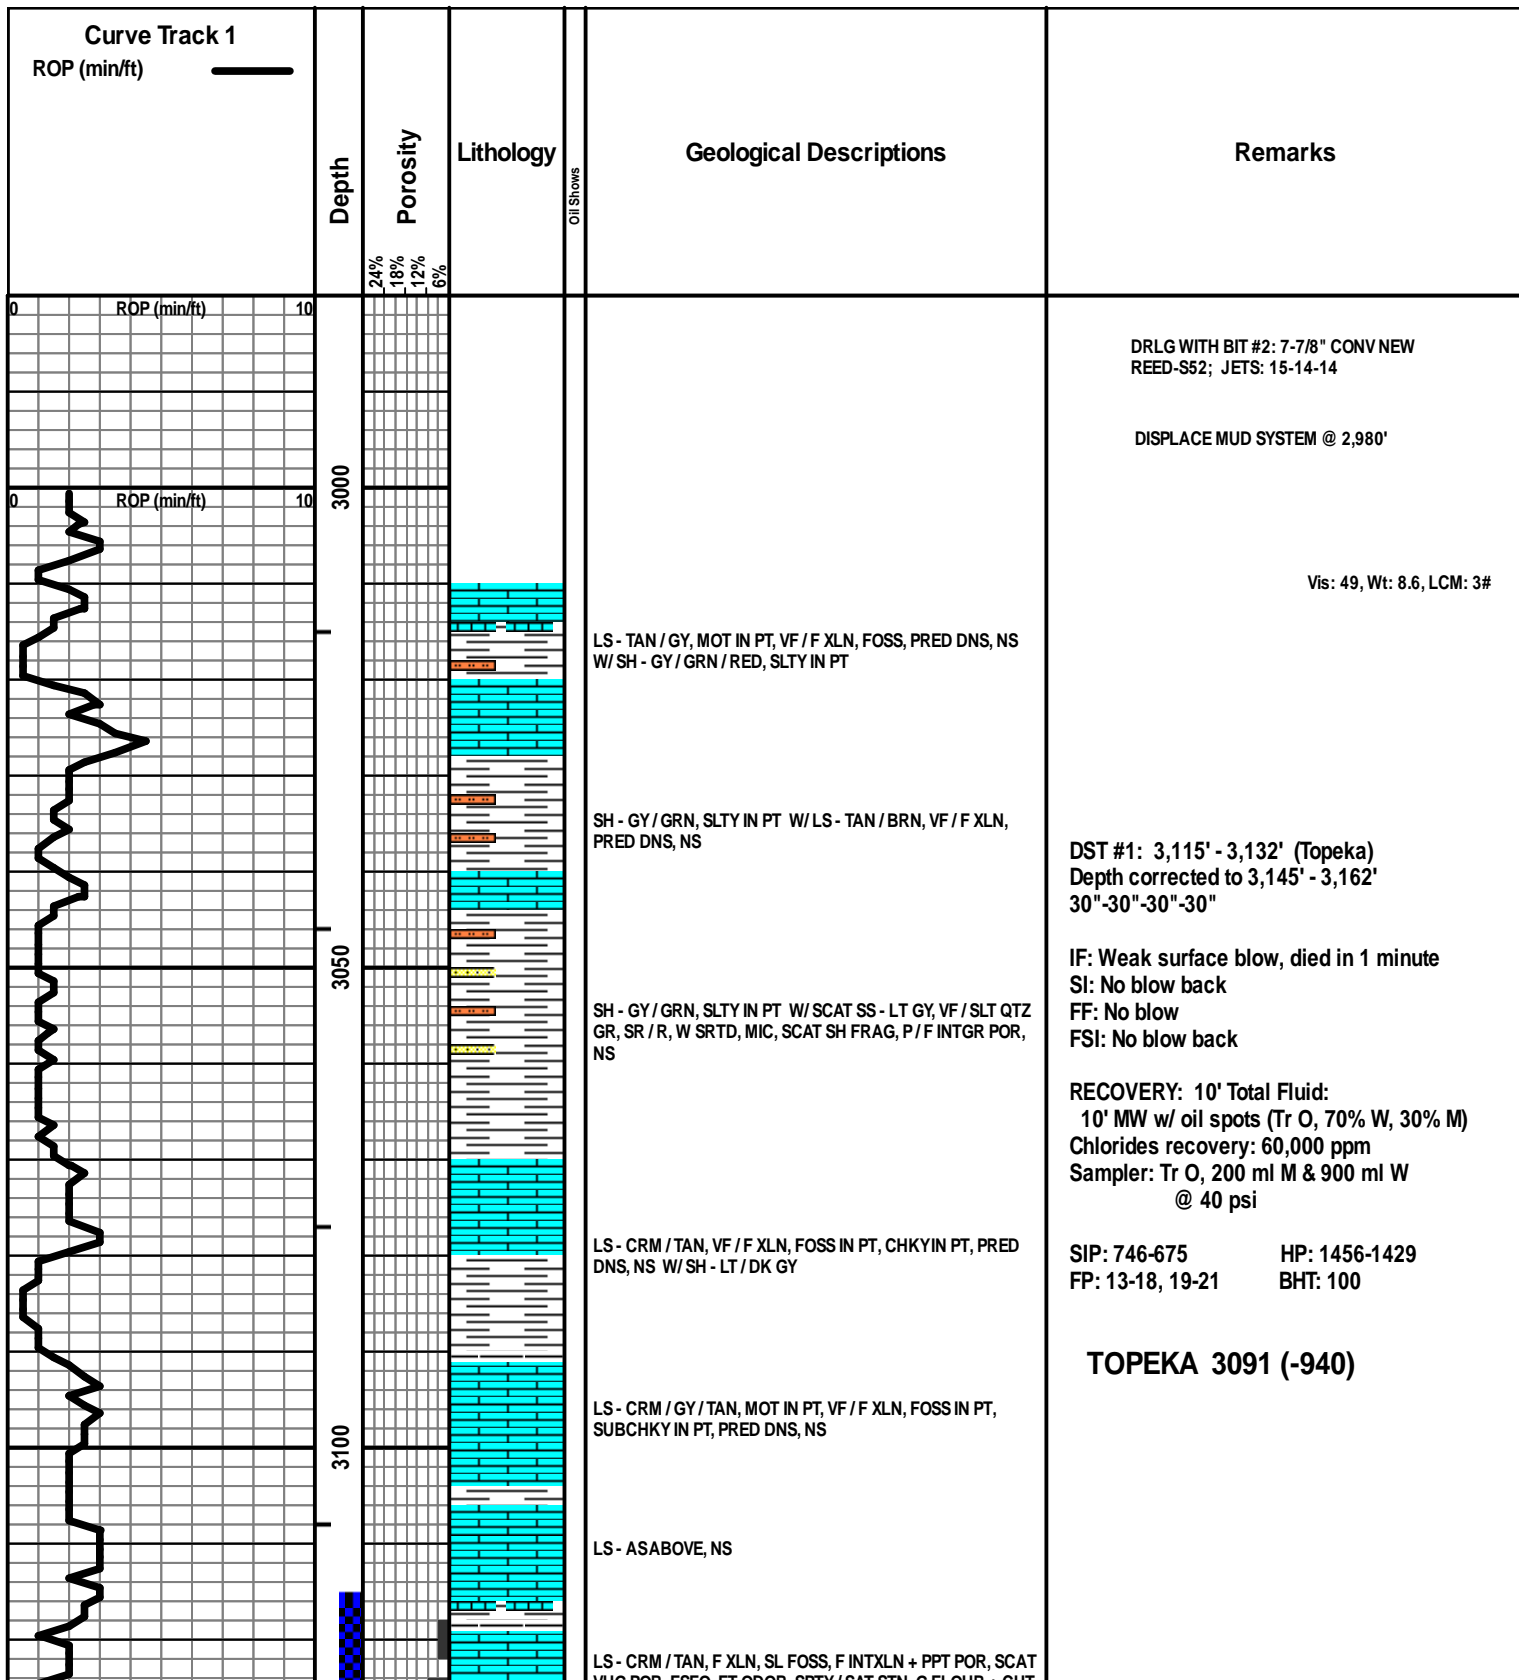 Curve Track 1
ROP (min/ft)
Depth
Porosity
24%
18%
12%
6%
Lithology
Oil Shows
Geological Descriptions
Remarks
0 ROP (min/ft) 10
DRLG WITH BIT #2: 7-7/8" CONV NEW
REED-S52; JETS: 15-14-14
DISPLACE MUD SYSTEM @ 2,980'
0 ROP (min/ft) 10
3000
Vis: 49, Wt: 8.6, LCM: 3#
LS - TAN / GY, MOT IN PT, VF / F XLN, FOSS, PRED DNS, NS
W/ SH - GY / GRN / RED, SLTY IN PT
SH - GY / GRN, SLTY IN PT W/ LS - TAN / BRN, VF / F XLN,
PRED DNS, NS
DST #1: 3,115' - 3,132' (Topeka)
Depth corrected to 3,145' - 3,162'
30"-30"-30"-30"
3050
IF: Weak surface blow, died in 1 minute
SI: No blow back
FF: No blow
FSI: No blow back
SH - GY / GRN, SLTY IN PT W/ SCAT SS - LT GY, VF / SLT QTZ
GR, SR / R, W SRTD, MIC, SCAT SH FRAG, P / F INTGR POR,
NS
RECOVERY: 10' Total Fluid:
10' MW w/ oil spots (Tr O, 70% W, 30% M)
Chlorides recovery: 60,000 ppm
Sampler: Tr O, 200 ml M & 900 ml W
@ 40 psi
LS - CRM / TAN, VF / F XLN, FOSS IN PT, CHKY IN PT, PRED
DNS, NS W/ SH - LT / DK GY
SIP: 746-675 HP: 1456-1429
FP: 13-18, 19-21 BHT: 100
TOPEKA 3091 (-940)
LS - CRM / GY / TAN, MOT IN PT, VF / F XLN, FOSS IN PT,
SUBCHKY IN PT, PRED DNS, NS
3100
LS - AS ABOVE, NS
LS - CRM / TAN, F XLN, SL FOSS, F INTXLN + PPT POR, SCAT